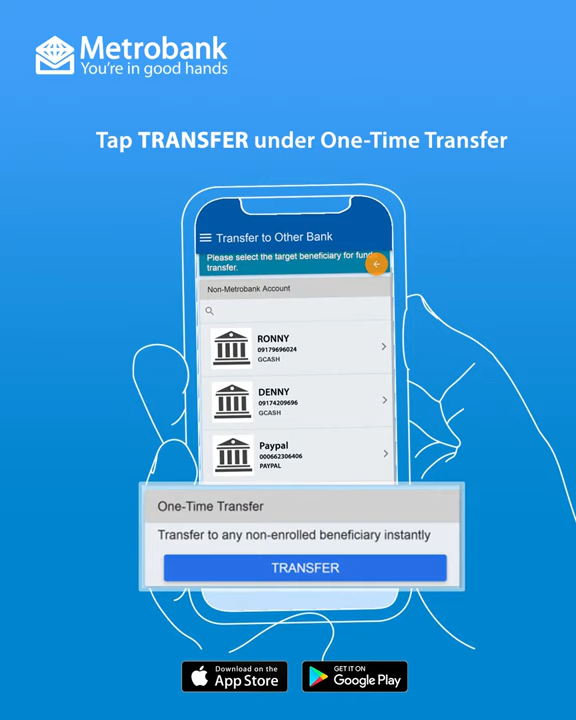 Metrobank
You're in good hands
Tap TRANSFER under One-Time Transfer
Transfer to Other Bank
Please select the target beneficiary for fund
transfer.
Non-Metrobank Account
RONNY
09179696024
GCASH
DENNY
09174209696
GCASH
Paypal
000662306406
PAYPAL
One-Time Transfer
Transfer to any non-enrolled beneficiary instantly
TRANSFER
Download on the
App Store
GET IT ON
Google Play